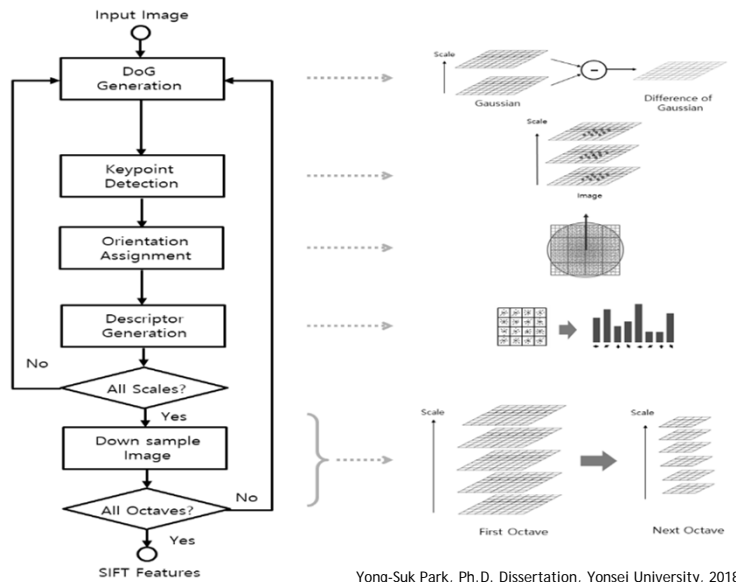 Input Image
DoG
Generation
Keypoint
Detection
Orientation
Assignment
Descriptor
Generation
No
All Scales?
Yes
Down sample
Image
No
All Octaves?
Yes
SIFT Features
Scale
Gaussian
Difference of
Gaussian
Scale
Image
Scale
First Octave
Scale
Next Octave
Yong-Suk Park, Ph.D. Dissertation, Yonsei University, 2018